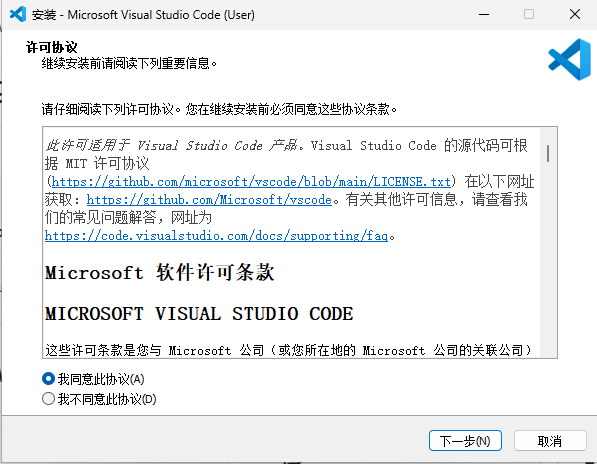 安装 - Microsoft Visual Studio Code (User)
许可协议
继续安装前请阅读下列重要信息。
请仔细阅读下列许可协议。您在继续安装前必须同意这些协议条款。
此许可适用于 Visual Studio Code 产品。Visual Studio Code 的源代码可根
据 MIT 许可协议
(https://github.com/microsoft/vscode/blob/main/LICENSE.txt) 在以下网址
获取：https://github.com/Microsoft/vscode。有关其他许可信息，请查看我
们的常见问题解答，网址为
https://code.visualstudio.com/docs/supporting/faq。
Microsoft 软件许可条款
MICROSOFT VISUAL STUDIO CODE
这些许可条款是您与 Microsoft 公司（或您所在地的 Microsoft 公司的关联公司）
我同意此协议(A)
我不同意此协议(D)
下一步(N)
取消